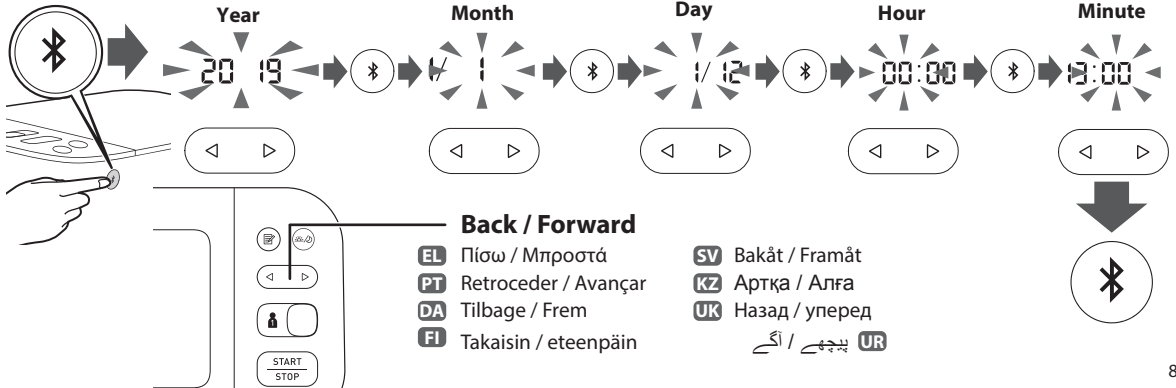 Year Month Day Hour Minute
20 19 1/ 1 1/ 12 00:00 13:00
Back / Forward
EL Πίσω / Μπροστά
PT Retroceder / Avançar
DA Tilbage / Frem
FI Takaisin / eteenpäin
SV Bakåt / Framåt
KZ Артқа / Алға
UK Назад / уперед
UR پیچھے / آگے
START
STOP
8